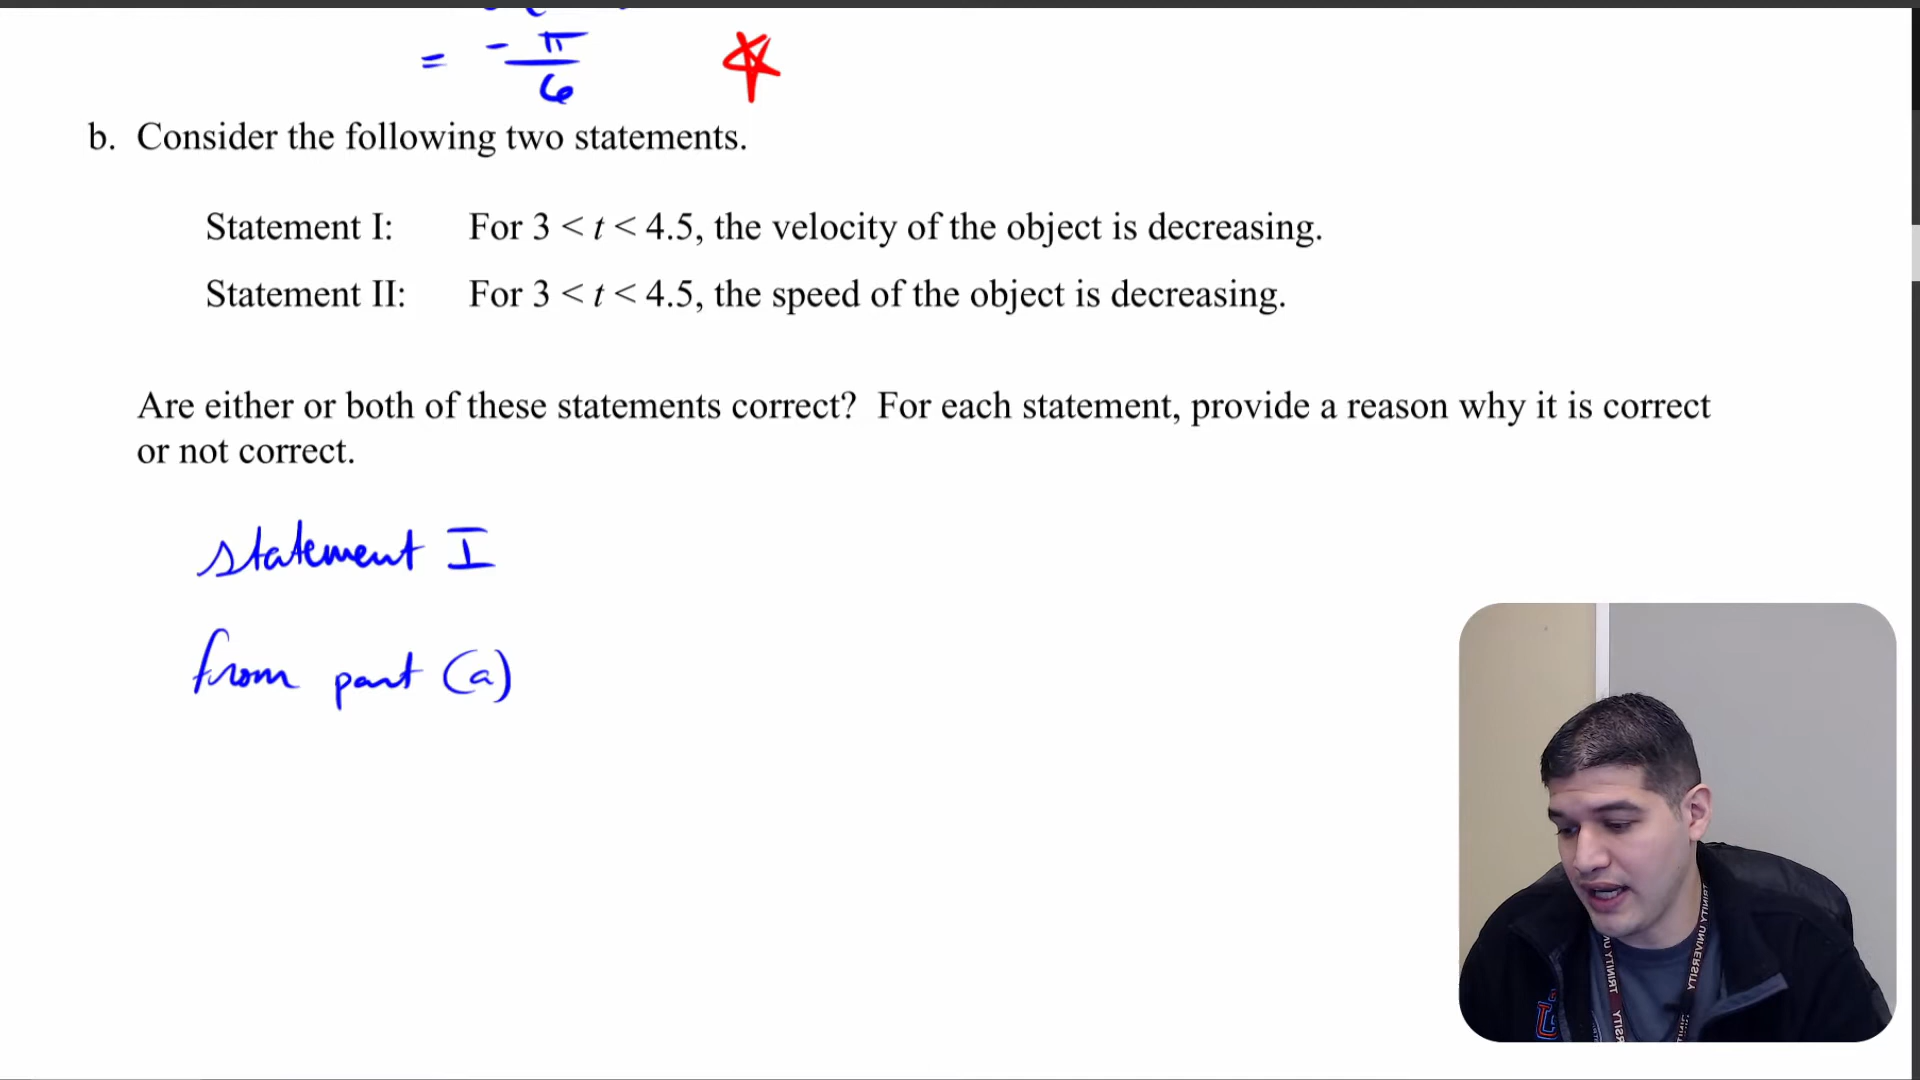 = - π
6
b. Consider the following two statements.
Statement I: For 3 < t < 4.5, the velocity of the object is decreasing.
Statement II: For 3 < t < 4.5, the speed of the object is decreasing.
Are either or both of these statements correct? For each statement, provide a reason why it is correct
or not correct.
statement I
from part (a)
TRINITY UNIVERSITY